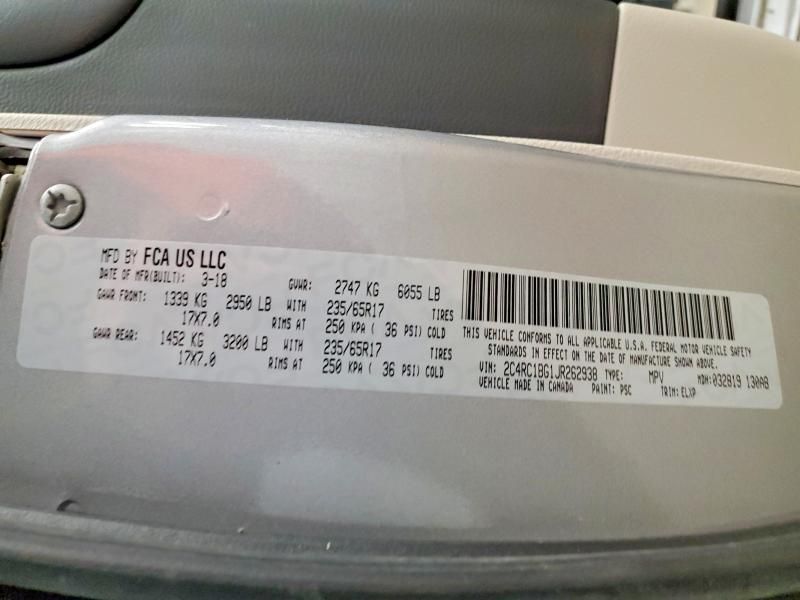 MFD BY FCA US LLC
DATE OF MFR(BUILT): 3-18 GVWR: 2747 KG 6055 LB
GAWR FRONT: 1339 KG 2950 LB WITH 235/65R17 TIRES
17X7.0 RIMS AT 250 KPA ( 36 PSI) COLD
GAWR REAR: 1452 KG 3200 LB WITH 235/65R17 TIRES
17X7.0 RIMS AT 250 KPA ( 36 PSI) COLD
THIS VEHICLE CONFORMS TO ALL APPLICABLE U.S.A. FEDERAL MOTOR VEHICLE SAFETY
STANDARDS IN EFFECT ON THE DATE OF MANUFACTURE SHOWN ABOVE.
VIN: 2C4RC1BG1JR262938 TYPE: MPV MDH: 032819 130AB
VEHICLE MADE IN CANADA PAINT: PSC TRIM: ELXP